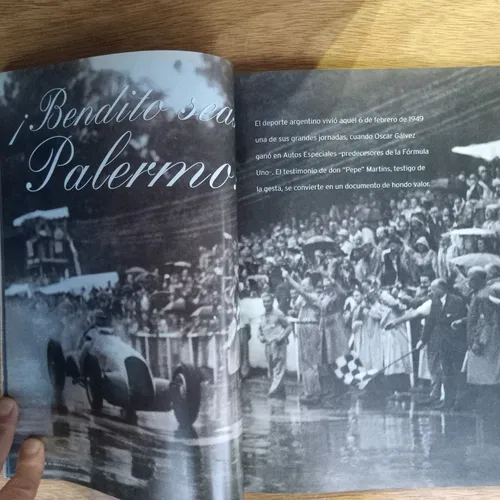 ¡Bendito seas,
Palermo!
El deporte argentino vivió aquel 6 de febrero de 1949
una de sus grandes jornadas, cuando Oscar Gálvez
ganó en Autos Especiales -predecesores de la Fórmula
Uno-. El testimonio de don "Pepe" Martins, testigo de
la gesta, se convierte en un documento de hondo valor.